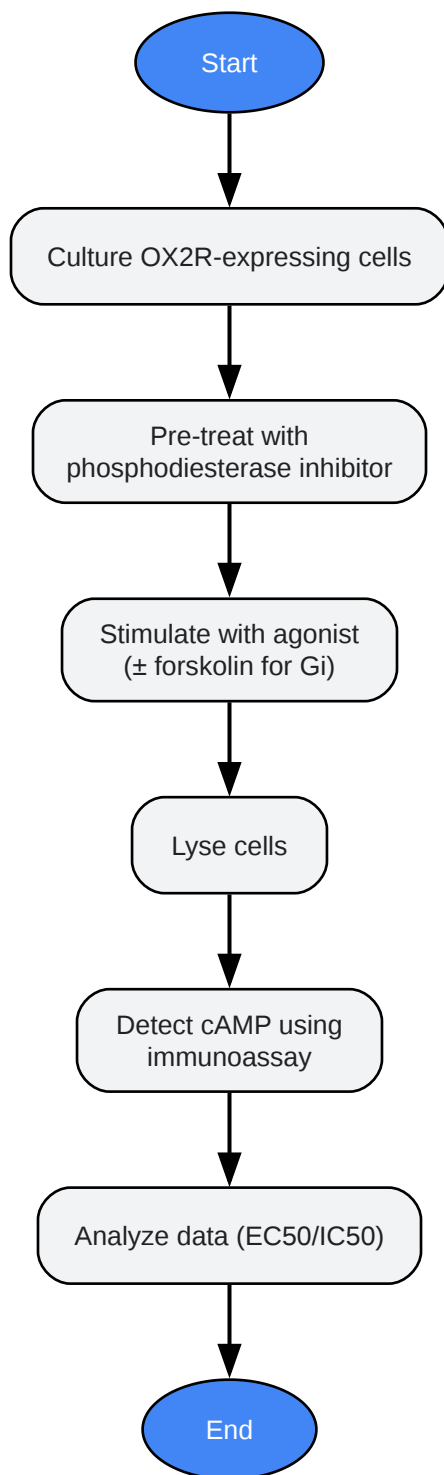 Start
Culture OX2R-expressing cells
Pre-treat with
phosphodiesterase inhibitor
Stimulate with agonist
(± forskolin for Gi)
Lyse cells
Detect cAMP using
immunoassay
Analyze data (EC50/IC50)
End